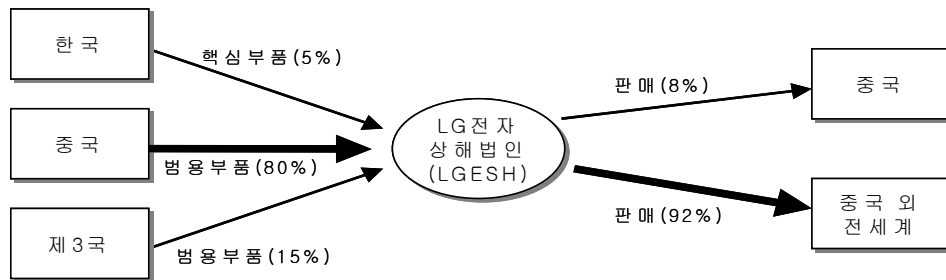 한국
핵심부품(5%)
중국
범용부품(80%)
제3국
범용부품(15%)
LG전자
상해법인
(LGESH)
판매(8%)
중국
판매(92%)
중국 외
전세계